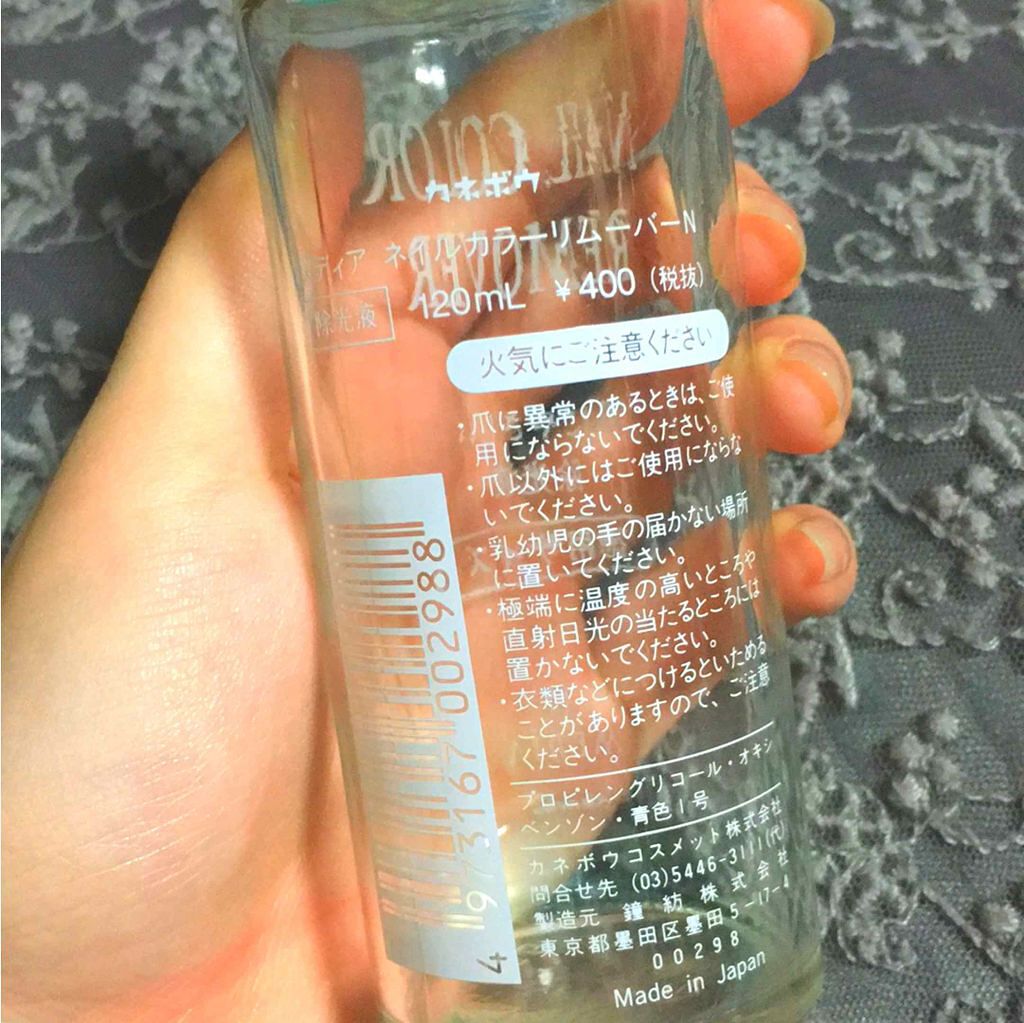 NAIL COLOR
REMOVER
カネボウ
ディア ネイルカラーリムーバーN
除光液 120mL ¥400 (税抜)
火気にご注意ください
・爪に異常のあるときは、ご使
用にならないでください。
・爪以外にはご使用にならな
いでください。
・乳幼児の手の届かない場所
に置いてください。
・極端に温度の高いところや
直射日光の当たるところには
置かないでください。
・衣類などにつけるといためる
ことがありますので、ご注意
ください。
プロピレングリコール・オキシ
ベンゾン・青色1号
カネボウコスメット株式会社
問合せ先 (03)5446-3111(代)
製造元 鐘紡株式会社
東京都墨田区墨田5-17-4
00298
Made in Japan
4 973167 002988